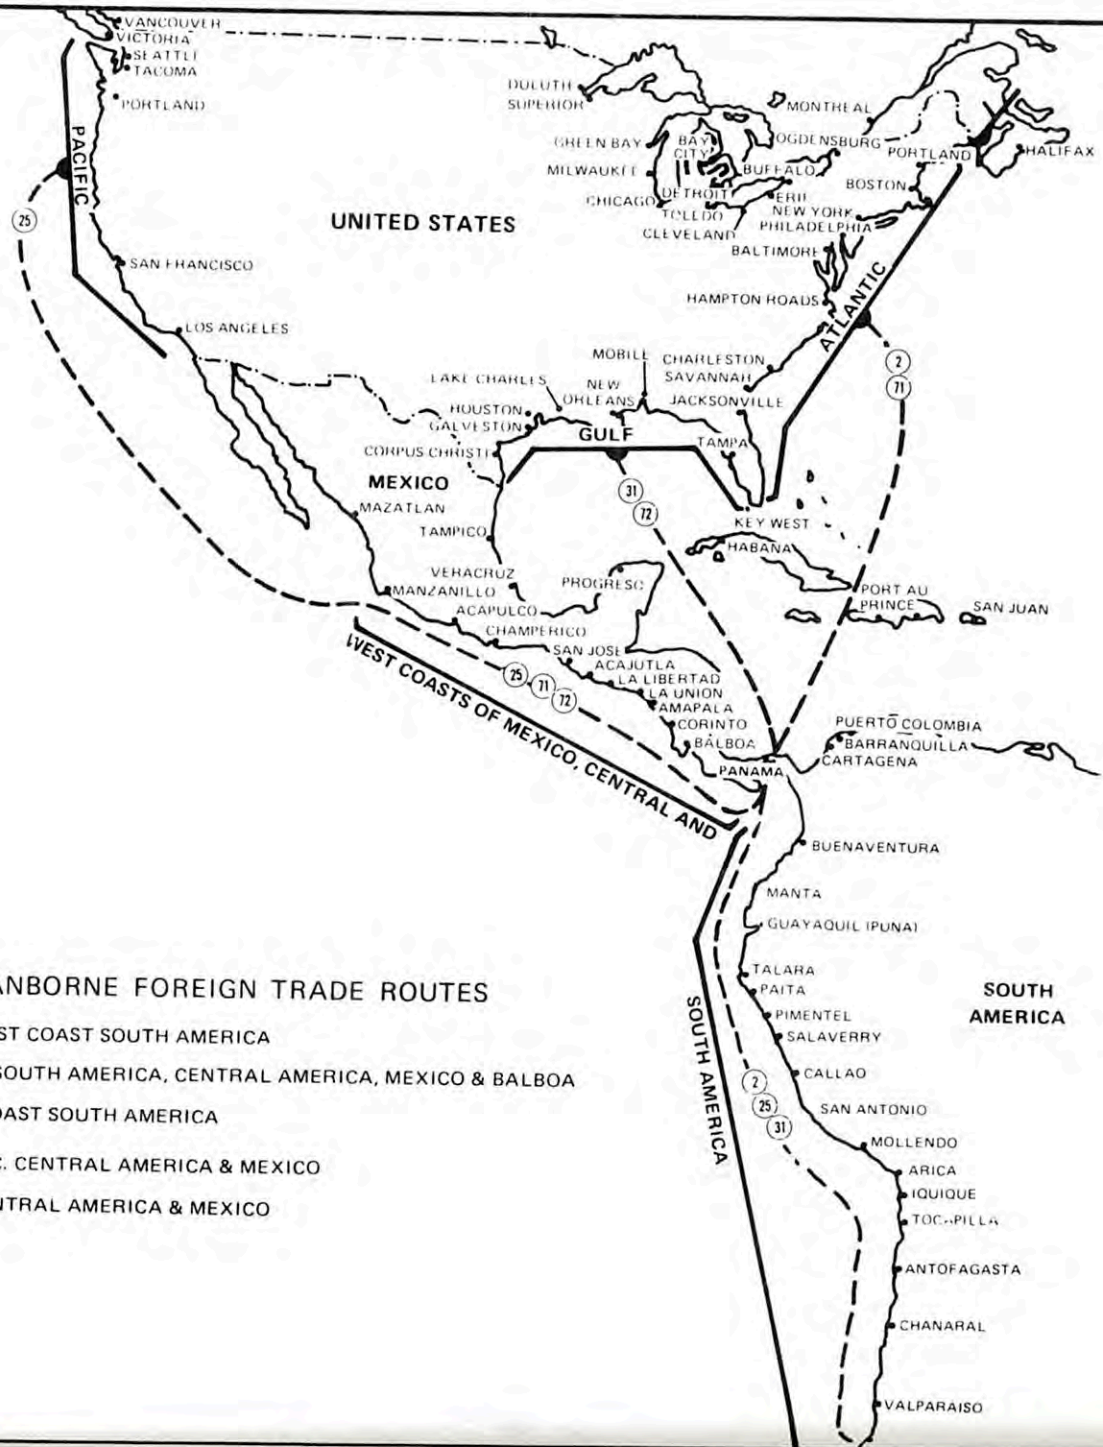 VANCOUVER
VICTORIA
SEATTLE
TACOMA
PORTLAND
PACIFIC
25
SAN FRANCISCO
LOS ANGELES
UNITED STATES
DULUTH
SUPERIOR
GREEN BAY
MILWAUKEE
CHICAGO
BAY
CITY
DETROIT
TOLEDO
CLEVELAND
BUFFALO
ERIE
MONTREAL
OGDENSBURG
PORTLAND
HALIFAX
BOSTON
NEW YORK
PHILADELPHIA
BALTIMORE
HAMPTON ROADS
ATLANTIC
2
71
MOBILE
CHARLESTON
SAVANNAH
JACKSONVILLE
LAKE CHARLES
NEW
ORLEANS
HOUSTON
GALVESTON
GULF
CORPUS CHRISTI
TAMPA
MEXICO
31
72
MAZATLAN
TAMPICO
KEY WEST
HABANA
VERACRUZ
PROGRESO
MANZANILLO
ACAPULCO
PORT AU
PRINCE
SAN JUAN
CHAMPERICO
SAN JOSE
ACAJUTLA
LA LIBERTAD
LA UNION
AMAPALA
CORINTO
BALBOA
PANAMA
25
71
72
WEST COASTS OF MEXICO, CENTRAL AND
PUERTO COLOMBIA
BARRANQUILLA
CARTAGENA
BUENAVENTURA
MANTA
GUAYAQUIL (PUNA)
TALARA
PAITA
PIMENTEL
SALAVERRY
CALLAO
SAN ANTONIO
MOLLENDO
ARICA
IQUIQUE
TOCAPILLA
ANTOFAGASTA
CHANARAL
VALPARAISO
SOUTH
AMERICA
SOUTH AMERICA
2
25
31
ANBORNE FOREIGN TRADE ROUTES
ST COAST SOUTH AMERICA
SOUTH AMERICA, CENTRAL AMERICA, MEXICO & BALBOA
OAST SOUTH AMERICA
C. CENTRAL AMERICA & MEXICO
NTRAL AMERICA & MEXICO